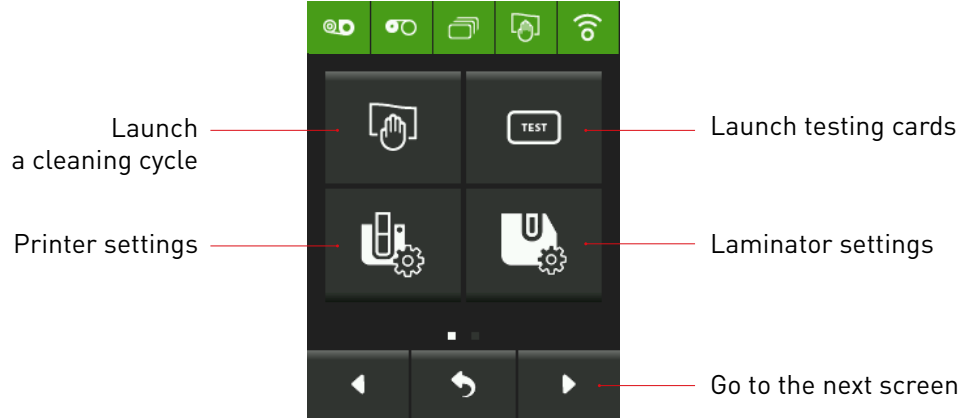 Launch
a cleaning cycle
TEST
Launch testing cards
Printer settings
Laminator settings
Go to the next screen